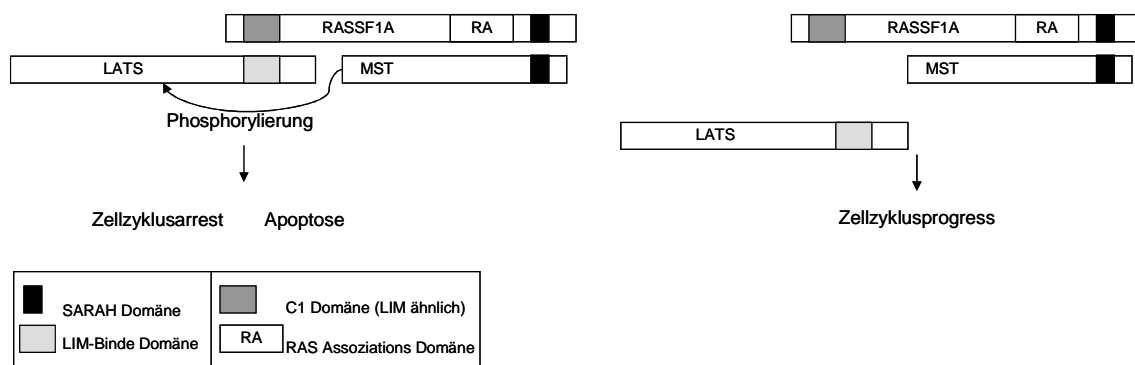 RASSF1A RA
LATS MST
Phosphorylierung
Zellzyklusarrest Apoptose
RASSF1A RA
MST
LATS
Zellzyklusprogress
SARAH Domäne
LIM-Binde Domäne
C1 Domäne (LIM ähnlich)
RA RAS Assoziations Domäne